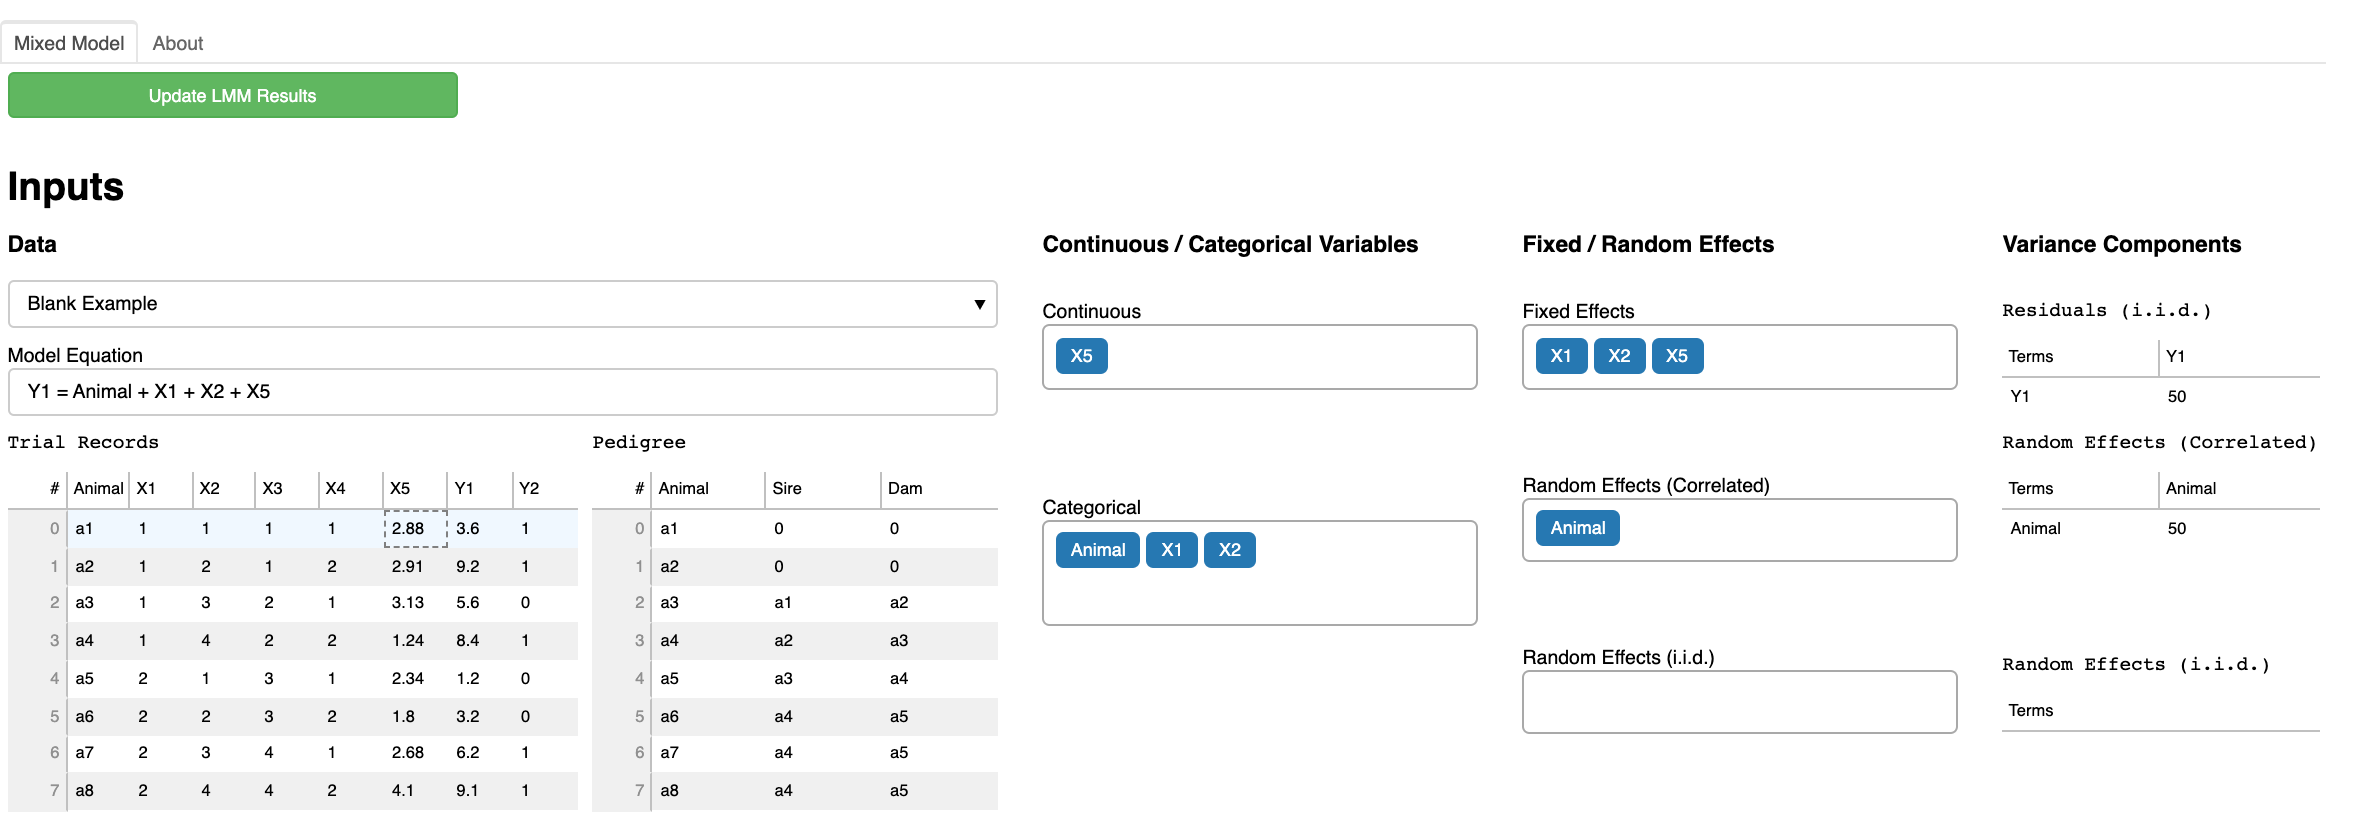 Mixed Model About
Update LMM Results
Inputs
Data
Blank Example ▼
Model Equation
Y1 = Animal + X1 + X2 + X5
Trial Records
# Animal X1 X2 X3 X4 X5 Y1 Y2
0 a1 1 1 1 1 2.88 3.6 1
1 a2 1 2 1 2 2.91 9.2 1
2 a3 1 3 2 1 3.13 5.6 0
3 a4 1 4 2 2 1.24 8.4 1
4 a5 2 1 3 1 2.34 1.2 0
5 a6 2 2 3 2 1.8 3.2 0
6 a7 2 3 4 1 2.68 6.2 1
7 a8 2 4 4 2 4.1 9.1 1
Pedigree
# Animal Sire Dam
0 a1 0 0
1 a2 0 0
2 a3 a1 a2
3 a4 a2 a3
4 a5 a3 a4
5 a6 a4 a5
6 a7 a4 a5
7 a8 a4 a5
Continuous / Categorical Variables
Continuous
X5
Categorical
Animal X1 X2
Fixed / Random Effects
Fixed Effects
X1 X2 X5
Random Effects (Correlated)
Animal
Random Effects (i.i.d.)
Variance Components
Residuals (i.i.d.)
Terms Y1
Y1 50
Random Effects (Correlated)
Terms Animal
Animal 50
Random Effects (i.i.d.)
Terms